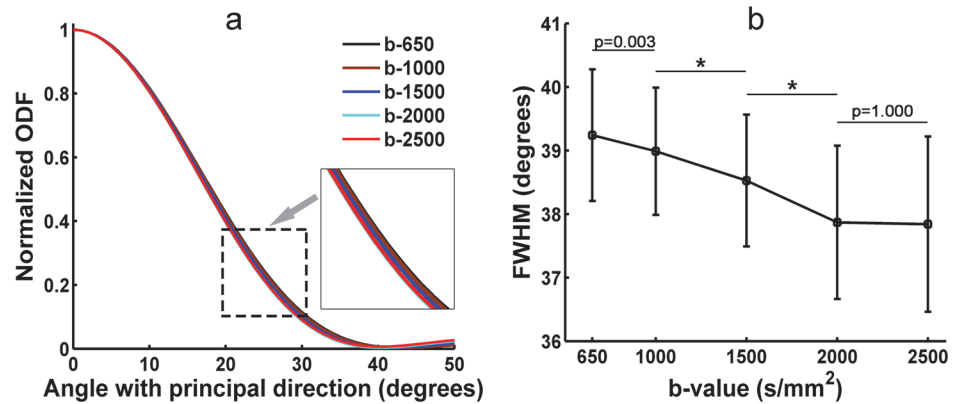 a
Normalized ODF
1
0.8
0.6
0.4
0.2
0
0 10 20 30 40 50
Angle with principal direction (degrees)
b-650
b-1000
b-1500
b-2000
b-2500
b
FWHM (degrees)
41
40
39
38
37
36
p=0.003
*
*
p=1.000
650 1000 1500 2000 2500
b-value (s/mm²)